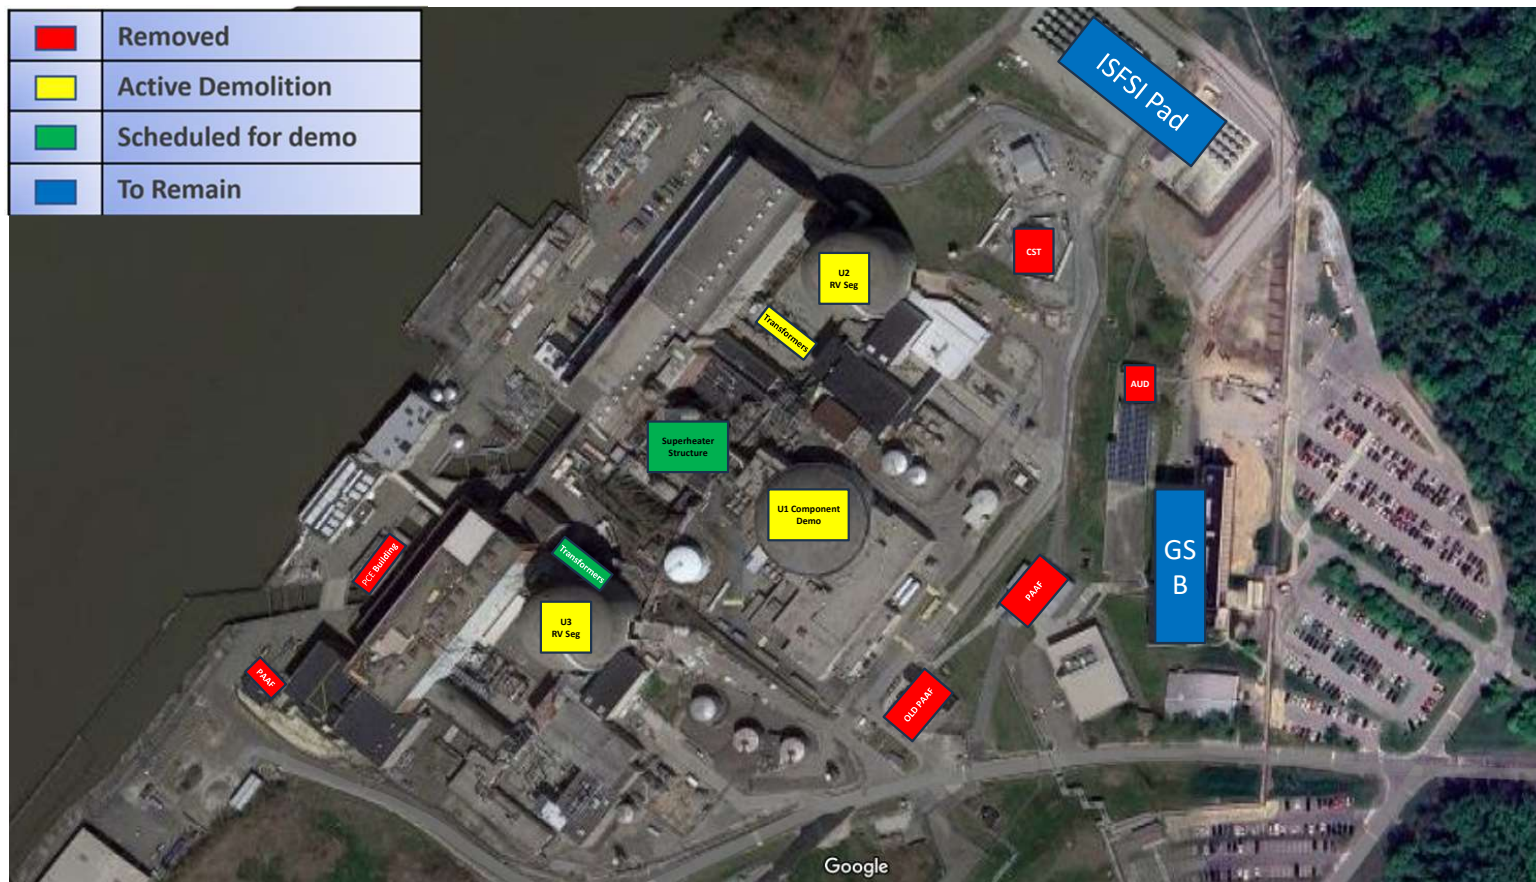 Removed
Active Demolition
Scheduled for demo
To Remain
ISFSI Pad
CST
U2
RV Seg
Transformers
AUD
Superheater
Structure
U1 Component
Demo
GS
B
PCE Building
Transformers
PAAF
U3
RV Seg
PAAF
OLD PAAF
Google